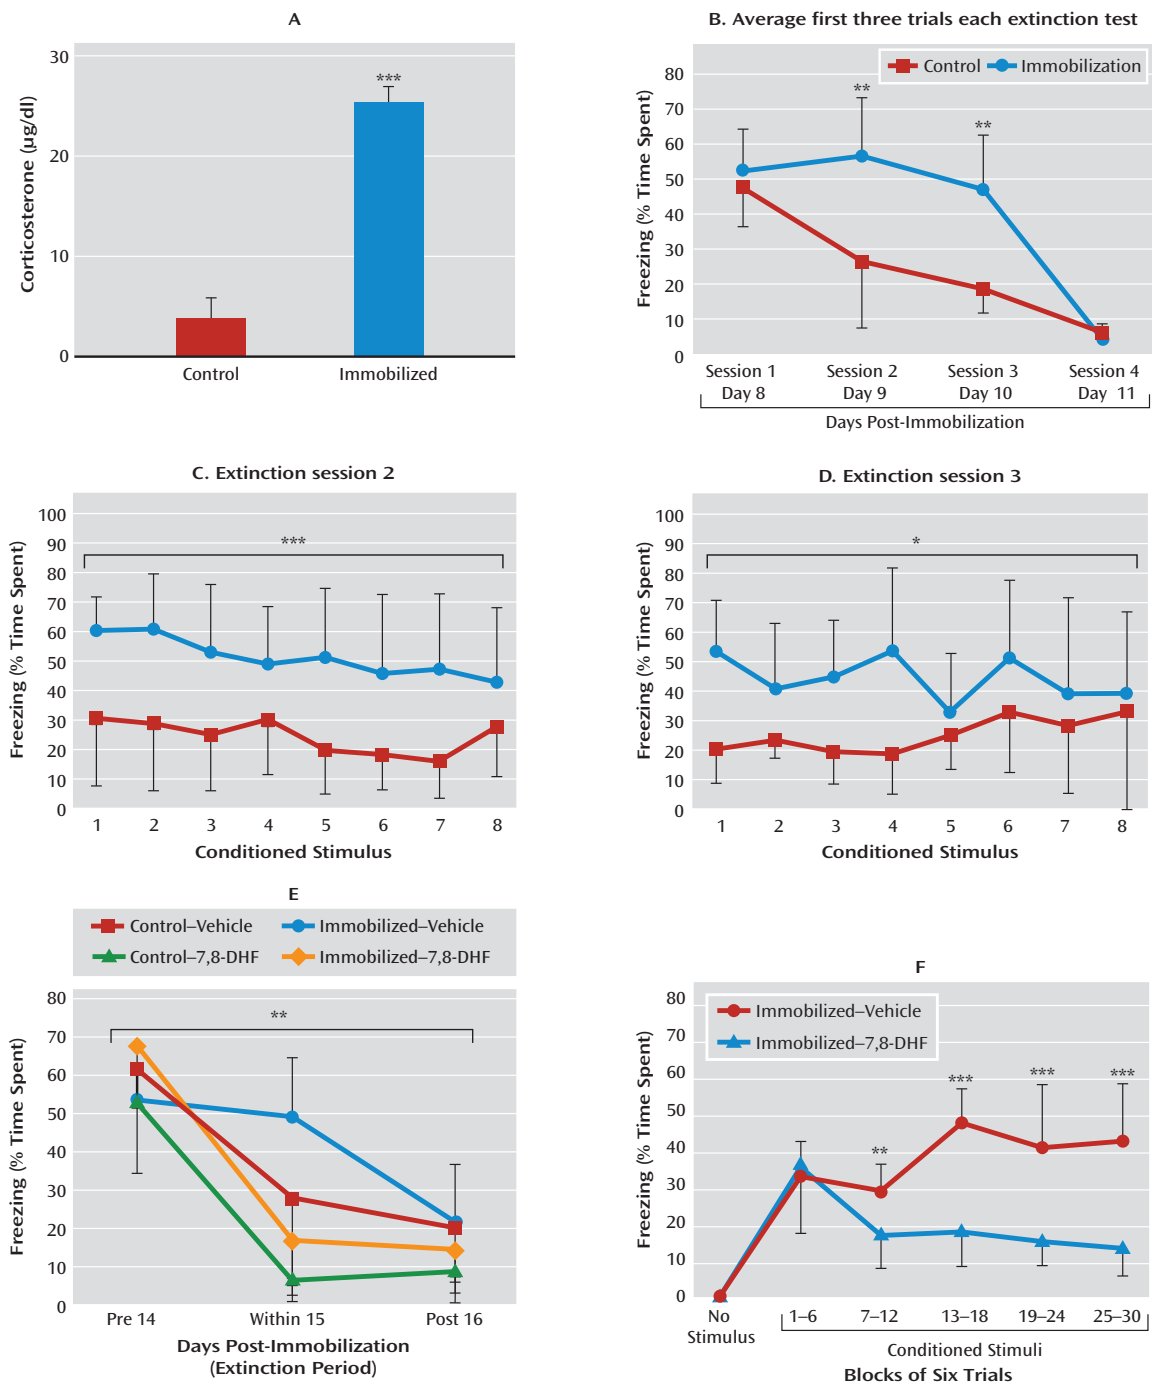 A
Corticosterone (µg/dl)
30
20
10
0
***
Control
Immobilized
B. Average first three trials each extinction test
Control
Immobilization
Freezing (% Time Spent)
80
70
60
50
40
30
20
10
0
**
**
Session 1
Day 8
Session 2
Day 9
Session 3
Day 10
Session 4
Day 11
Days Post-Immobilization
C. Extinction session 2
Freezing (% Time Spent)
100
90
80
70
60
50
40
30
20
10
0
***
1 2 3 4 5 6 7 8
Conditioned Stimulus
D. Extinction session 3
Freezing (% Time Spent)
100
90
80
70
60
50
40
30
20
10
0
*
1 2 3 4 5 6 7 8
Conditioned Stimulus
E
Control–Vehicle
Immobilized–Vehicle
Control–7,8-DHF
Immobilized–7,8-DHF
Freezing (% Time Spent)
80
70
60
50
40
30
20
10
0
**
Pre 14
Within 15
Post 16
Days Post-Immobilization
(Extinction Period)
F
Immobilized–Vehicle
Immobilized–7,8-DHF
Freezing (% Time Spent)
80
70
60
50
40
30
20
10
0
**
***
***
***
No
Stimulus
1–6 7–12 13–18 19–24 25–30
Conditioned Stimuli
Blocks of Six Trials